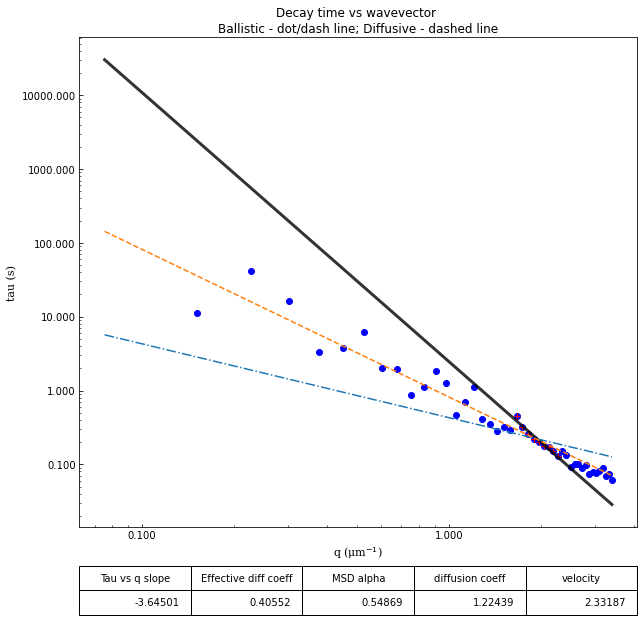 Decay time vs wavevector
Ballistic - dot/dash line; Diffusive - dashed line
10000.000
1000.000
100.000
10.000
1.000
0.100
tau (s)
0.100 1.000
q (μm⁻¹)
Tau vs q slope Effective diff coeff MSD alpha diffusion coeff velocity
-3.64501 0.40552 0.54869 1.22439 2.33187